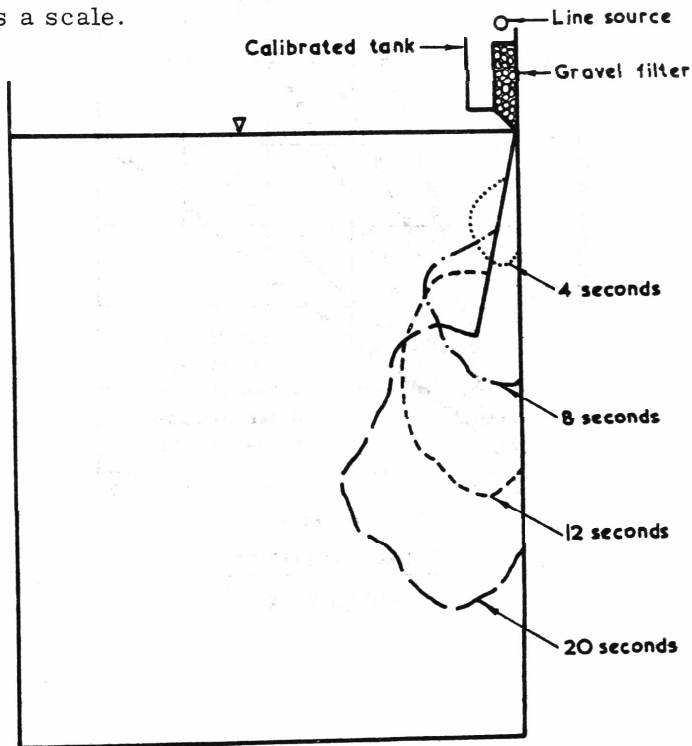 s a scale.
Line source
Calibrated tank
Gravel filter
4 seconds
8 seconds
12 seconds
20 seconds